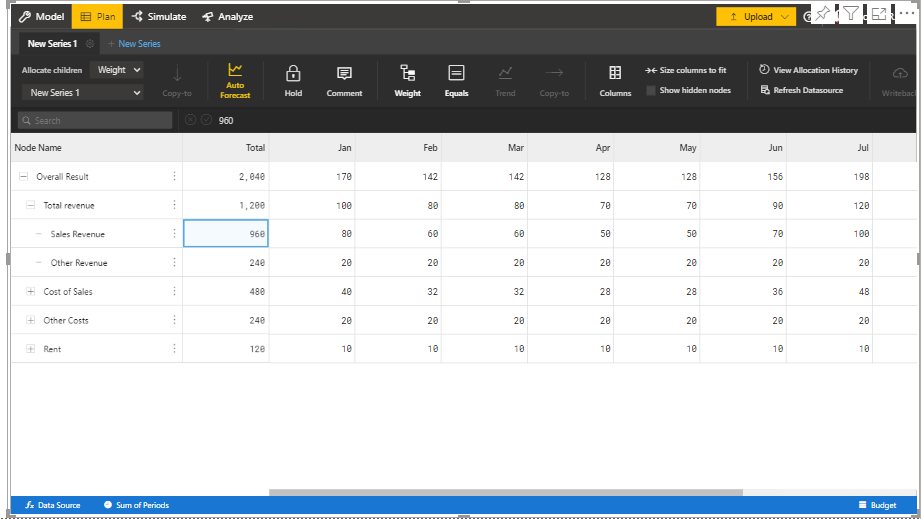 Model Plan Simulate Analyze Upload
New Series 1 + New Series
Allocate children Weight
New Series 1
Copy-to
Auto
Forecast
Hold Comment Weight Equals Trend Copy-to Columns
Size columns to fit
Show hidden nodes
View Allocation History
Refresh Datasource
Search 960
Node Name Total Jan Feb Mar Apr May Jun Jul
Overall Result 2,040 170 142 142 128 128 156 198
Total revenue 1,200 100 80 80 70 70 90 120
Sales Revenue 960 80 60 60 50 50 70 100
Other Revenue 240 20 20 20 20 20 20 20
Cost of Sales 480 40 32 32 28 28 36 48
Other Costs 240 20 20 20 20 20 20 20
Rent 120 10 10 10 10 10 10 10
fx Data Source Sum of Periods Budget